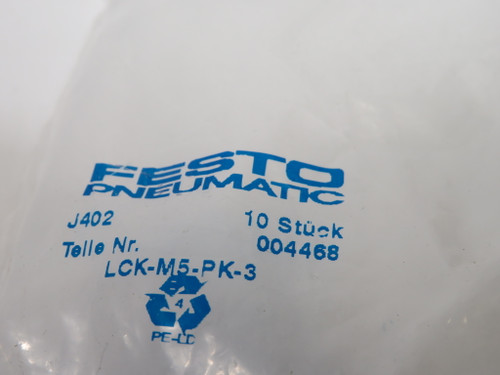 FESTO
PNEUMATIC
J402 10 Stück
Teile Nr. 004468
LCK-M5-PK-3
4
PE-LD